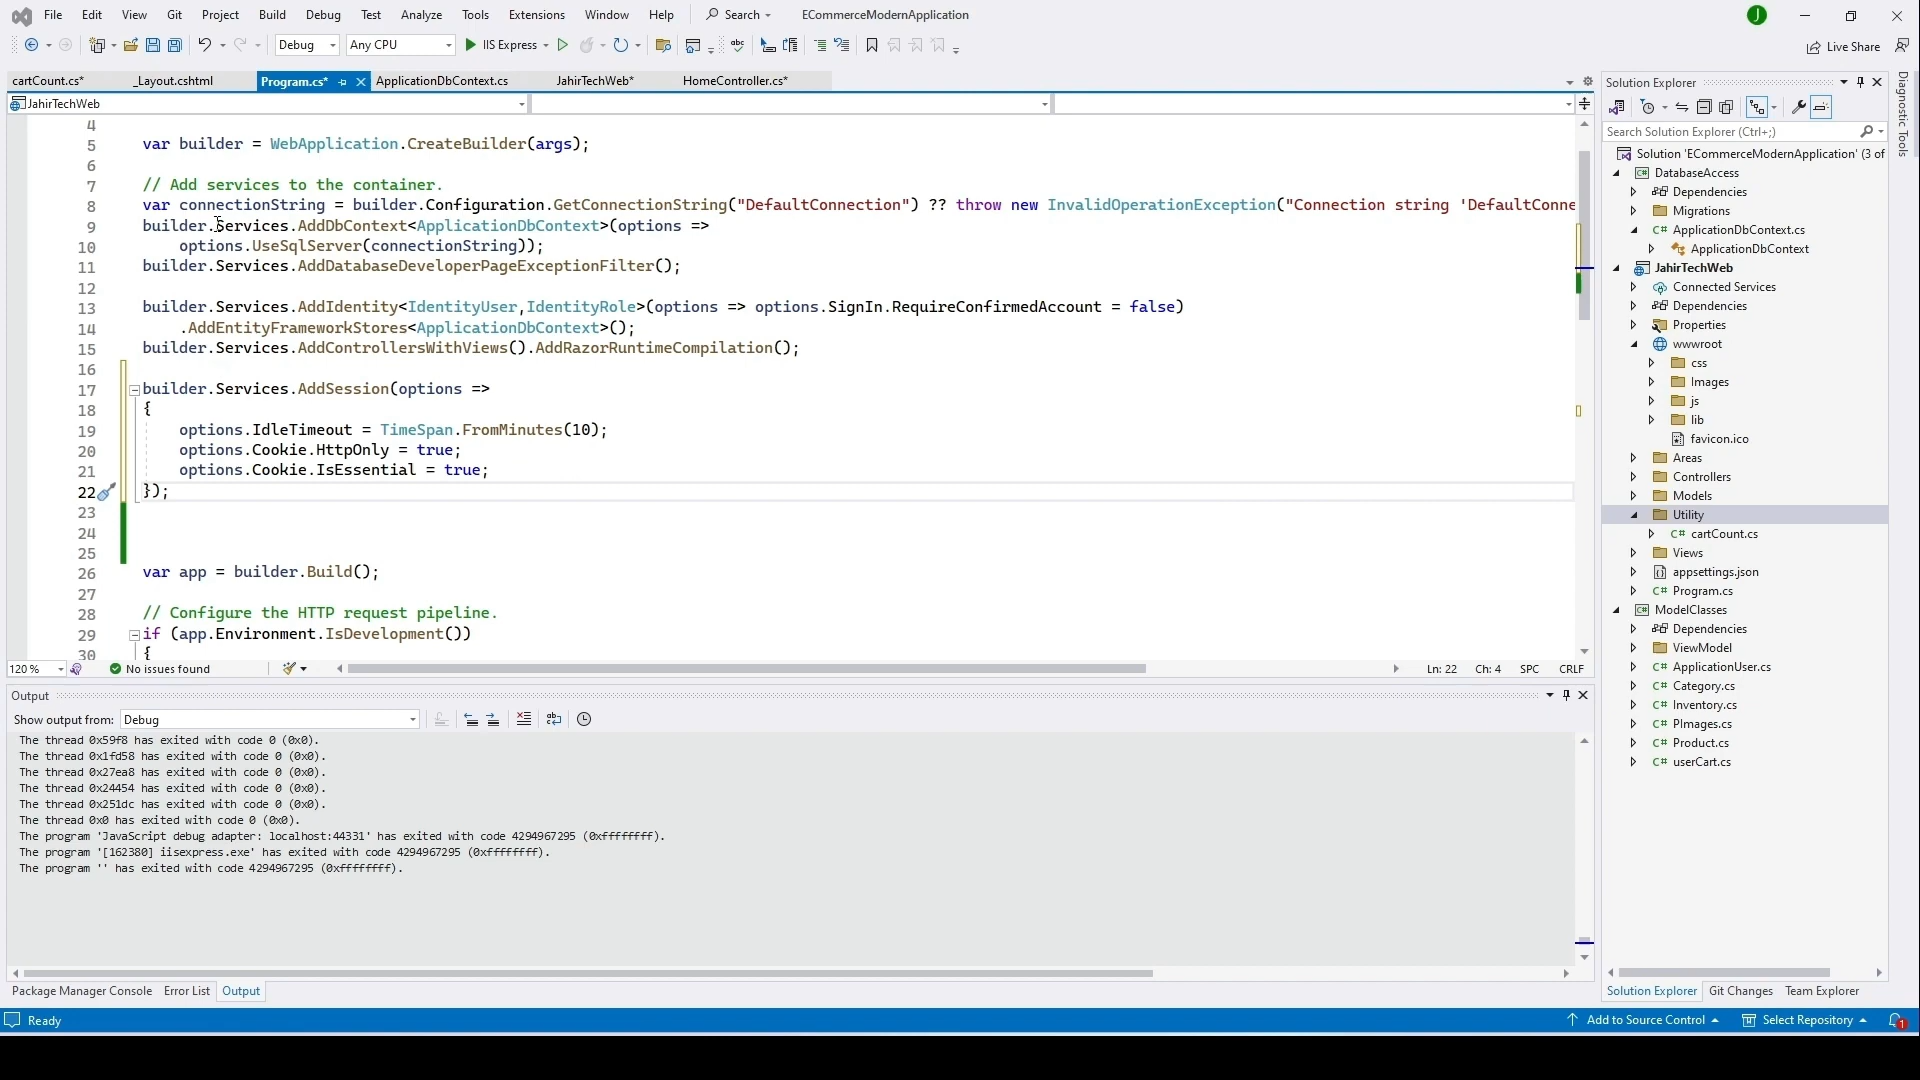 File Edit View Git Project Build Debug Test Analyze Tools Extensions Window Help Search ECommerceModernApplication J
Debug Any CPU IIS Express Live Share
cartCount.cs* _Layout.cshtml Program.cs* ApplicationDbContext.cs JahirTechWeb* HomeController.cs*
JahirTechWeb
4
5 var builder = WebApplication.CreateBuilder(args);
6
7 // Add services to the container.
8 var connectionString = builder.Configuration.GetConnectionString("DefaultConnection") ?? throw new InvalidOperationException("Connection string 'DefaultConne
9 builder.Services.AddDbContext<ApplicationDbContext>(options =>
10 options.UseSqlServer(connectionString));
11 builder.Services.AddDatabaseDeveloperPageExceptionFilter();
12
13 builder.Services.AddIdentity<IdentityUser,IdentityRole>(options => options.SignIn.RequireConfirmedAccount = false)
14 .AddEntityFrameworkStores<ApplicationDbContext>();
15 builder.Services.AddControllersWithViews().AddRazorRuntimeCompilation();
16
17 builder.Services.AddSession(options =>
18 {
19 options.IdleTimeout = TimeSpan.FromMinutes(10);
20 options.Cookie.HttpOnly = true;
21 options.Cookie.IsEssential = true;
22 });
23
24
25
26 var app = builder.Build();
27
28 // Configure the HTTP request pipeline.
29 if (app.Environment.IsDevelopment())
30 {
120 % No issues found Ln: 22 Ch: 4 SPC CRLF
Output
Show output from: Debug
The thread 0x59f8 has exited with code 0 (0x0).
The thread 0x1fd58 has exited with code 0 (0x0).
The thread 0x27ea8 has exited with code 0 (0x0).
The thread 0x24454 has exited with code 0 (0x0).
The thread 0x251dc has exited with code 0 (0x0).
The thread 0x0 has exited with code 0 (0x0).
The program 'JavaScript debug adapter: localhost:44331' has exited with code 4294967295 (0xffffffff).
The program '[162380] iisexpress.exe' has exited with code 4294967295 (0xffffffff).
The program '' has exited with code 4294967295 (0xffffffff).
Package Manager Console Error List Output
Solution Explorer
Search Solution Explorer (Ctrl+;)
Solution 'ECommerceModernApplication' (3 of
DatabaseAccess
Dependencies
Migrations
C# ApplicationDbContext.cs
ApplicationDbContext
JahirTechWeb
Connected Services
Dependencies
Properties
wwwroot
css
Images
js
lib
favicon.ico
Areas
Controllers
Models
Utility
C# cartCount.cs
Views
appsettings.json
C# Program.cs
ModelClasses
Dependencies
ViewModel
C# ApplicationUser.cs
C# Category.cs
C# Inventory.cs
C# PImages.cs
C# Product.cs
C# userCart.cs
Solution Explorer Git Changes Team Explorer
Diagnostic Tools
Ready Add to Source Control Select Repository 1